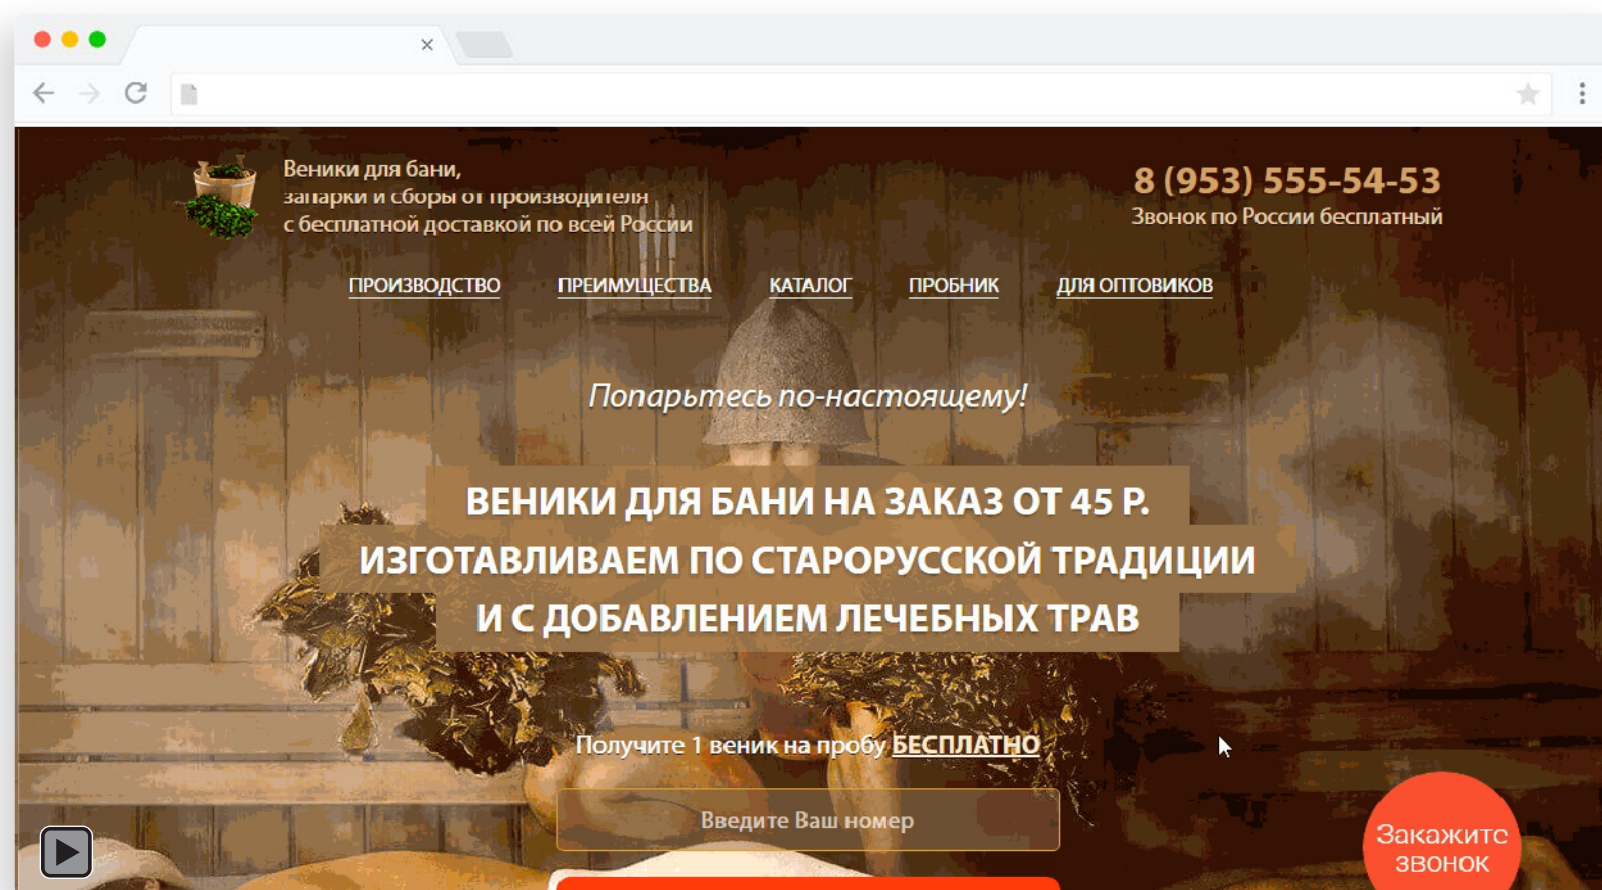 Веники для бани,
запарки и сборы от производителя
с бесплатной доставкой по всей России
8 (953) 555-54-53
Звонок по России бесплатный
ПРОИЗВОДСТВО ПРЕИМУЩЕСТВА КАТАЛОГ ПРОБНИК ДЛЯ ОПТОВИКОВ
Попарьтесь по-настоящему!
ВЕНИКИ ДЛЯ БАНИ НА ЗАКАЗ ОТ 45 Р.
ИЗГОТАВЛИВАЕМ ПО СТАРОРУССКОЙ ТРАДИЦИИ
И С ДОБАВЛЕНИЕМ ЛЕЧЕБНЫХ ТРАВ
Получите 1 веник на пробу БЕСПЛАТНО
Введите Ваш номер
Закажите
звонок